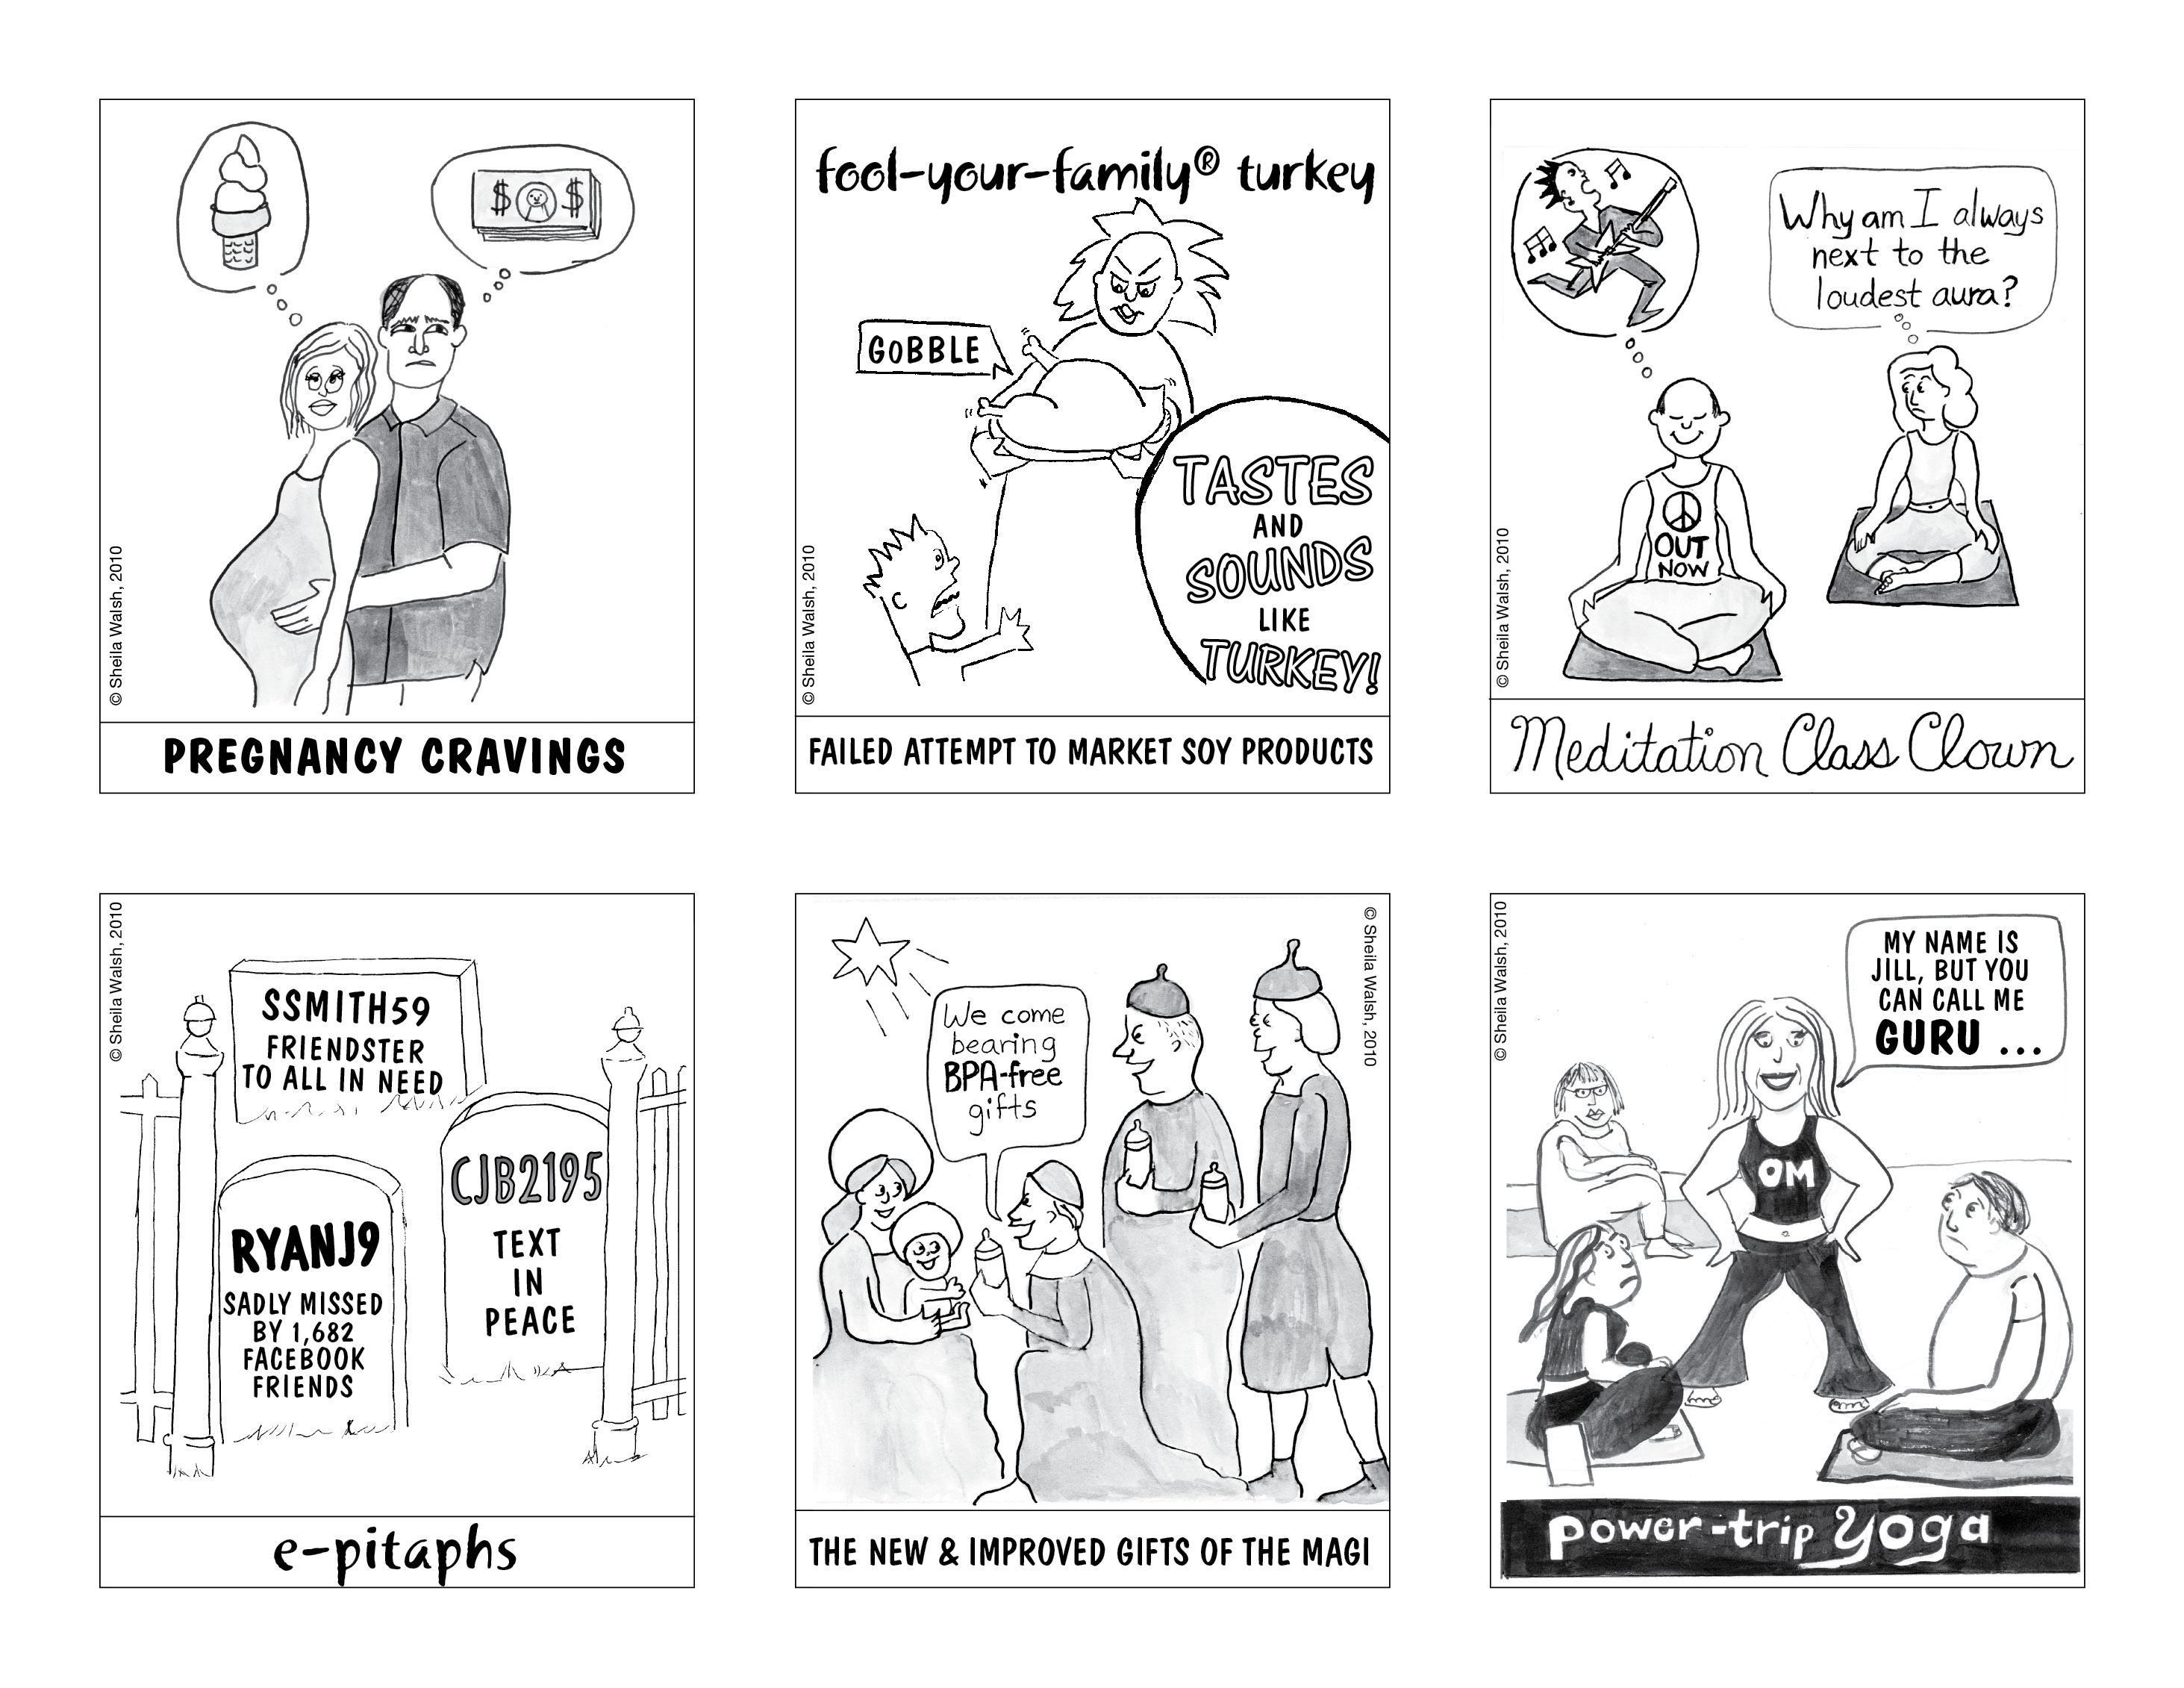 $ $
© Sheila Walsh, 2010
PREGNANCY CRAVINGS
fool-your-family® turkey
GOBBLE
TASTES
AND
SOUNDS
LIKE
TURKEY!
© Sheila Walsh, 2010
FAILED ATTEMPT TO MARKET SOY PRODUCTS
Why am I always
next to the
loudest aura?
OUT
NOW
© Sheila Walsh, 2010
Meditation Class Clown
© Sheila Walsh, 2010
SSMITH59
FRIENDSTER
TO ALL IN NEED
CJB2195
TEXT
IN
PEACE
RYANJ9
SADLY MISSED
BY 1,682
FACEBOOK
FRIENDS
e-pitaphs
© Sheila Walsh, 2010
We come
bearing
BPA-free
gifts
THE NEW & IMPROVED GIFTS OF THE MAGI
© Sheila Walsh, 2010
MY NAME IS
JILL, BUT YOU
CAN CALL ME
GURU ...
OM
power-trip yoga